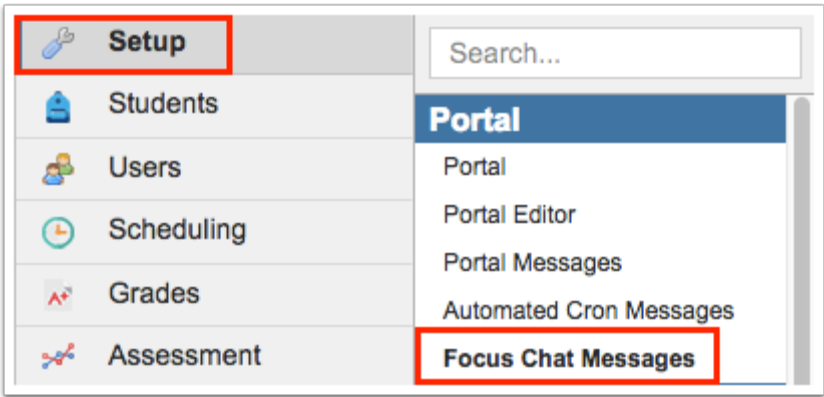 Setup
Students
Users
Scheduling
Grades
Assessment
Search...
Portal
Portal
Portal Editor
Portal Messages
Automated Cron Messages
Focus Chat Messages